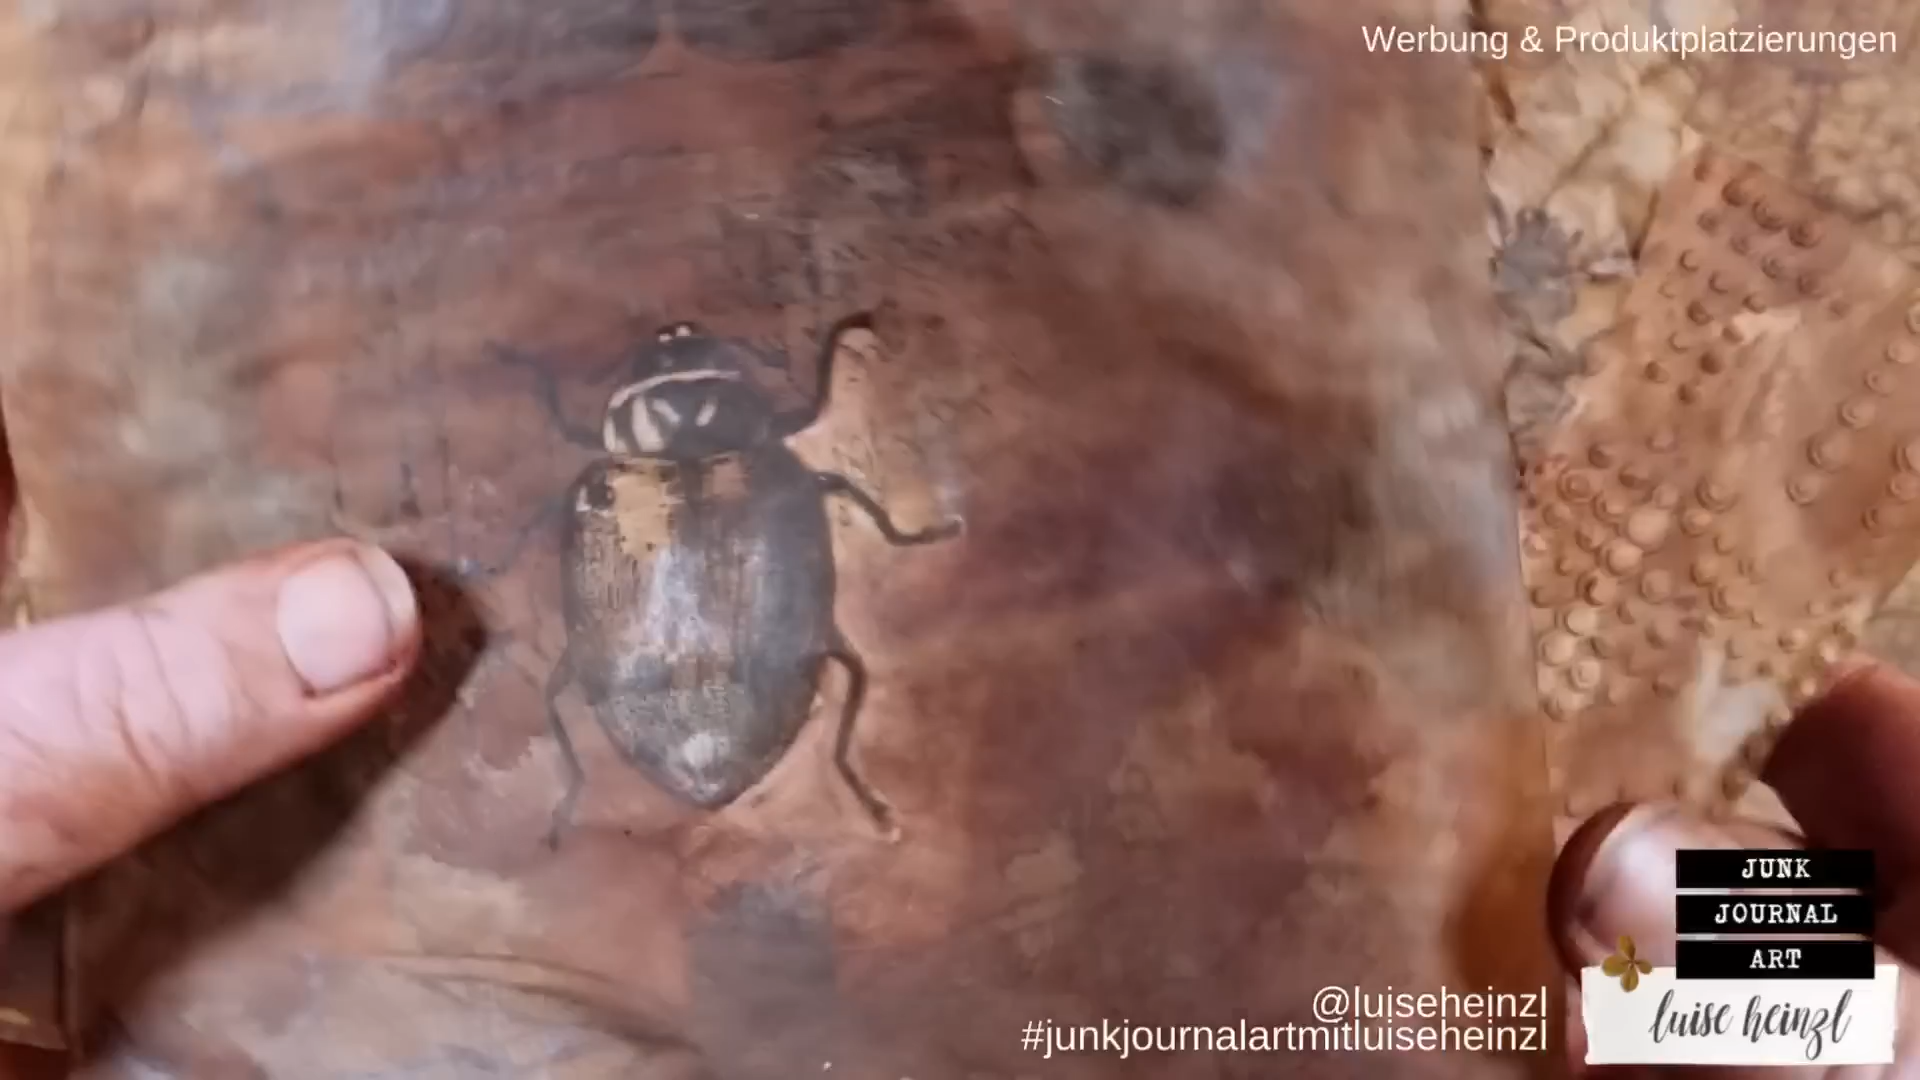 Werbung & Produktplatzierungen
JUNK
JOURNAL
ART
luise heinzl
@luiseheinzl
#junkjournalartmitluiseheinzl